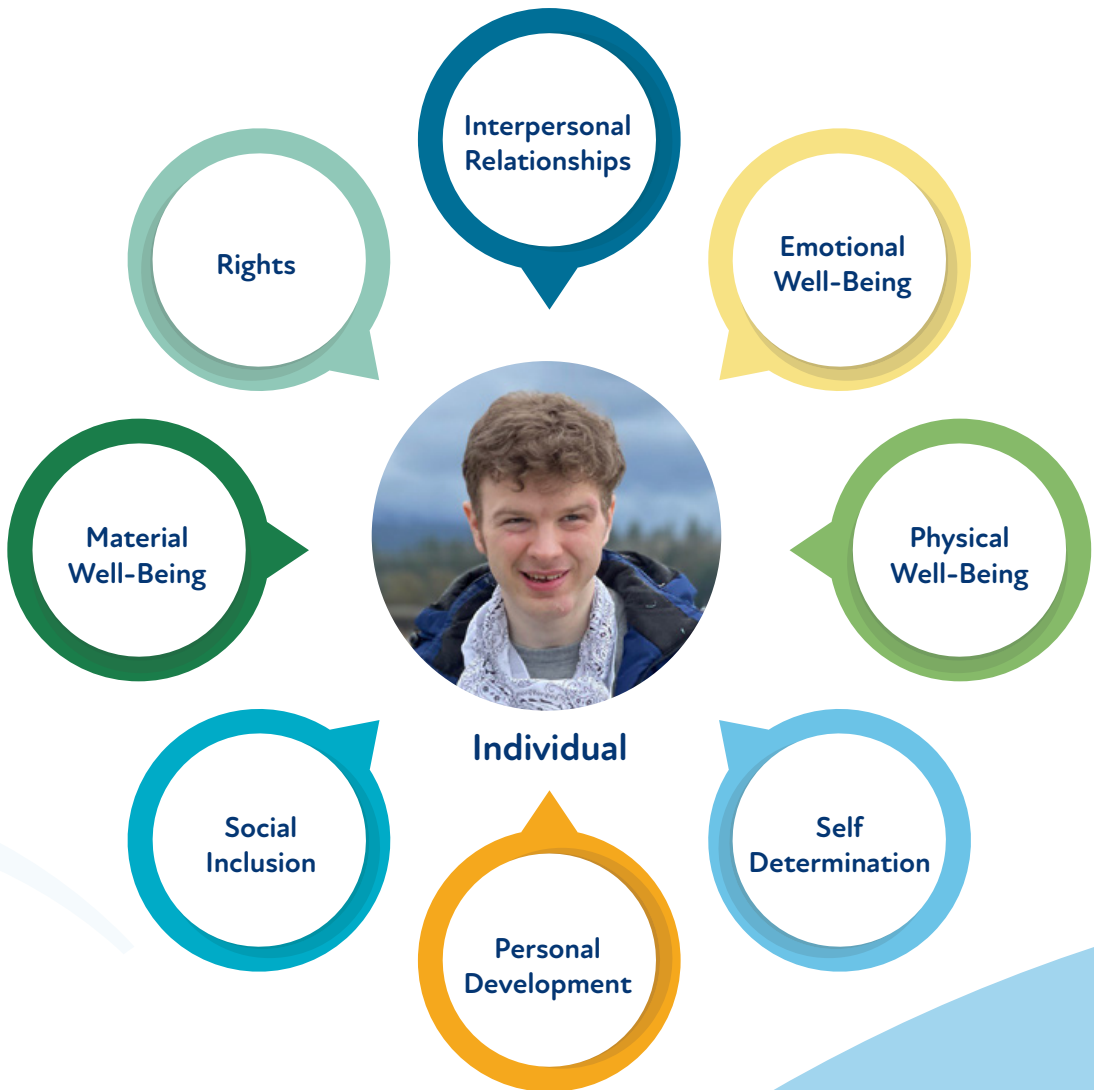 Interpersonal
Relationships
Emotional
Well-Being
Rights
Physical
Well-Being
Material
Well-Being
Individual
Self
Determination
Social
Inclusion
Personal
Development